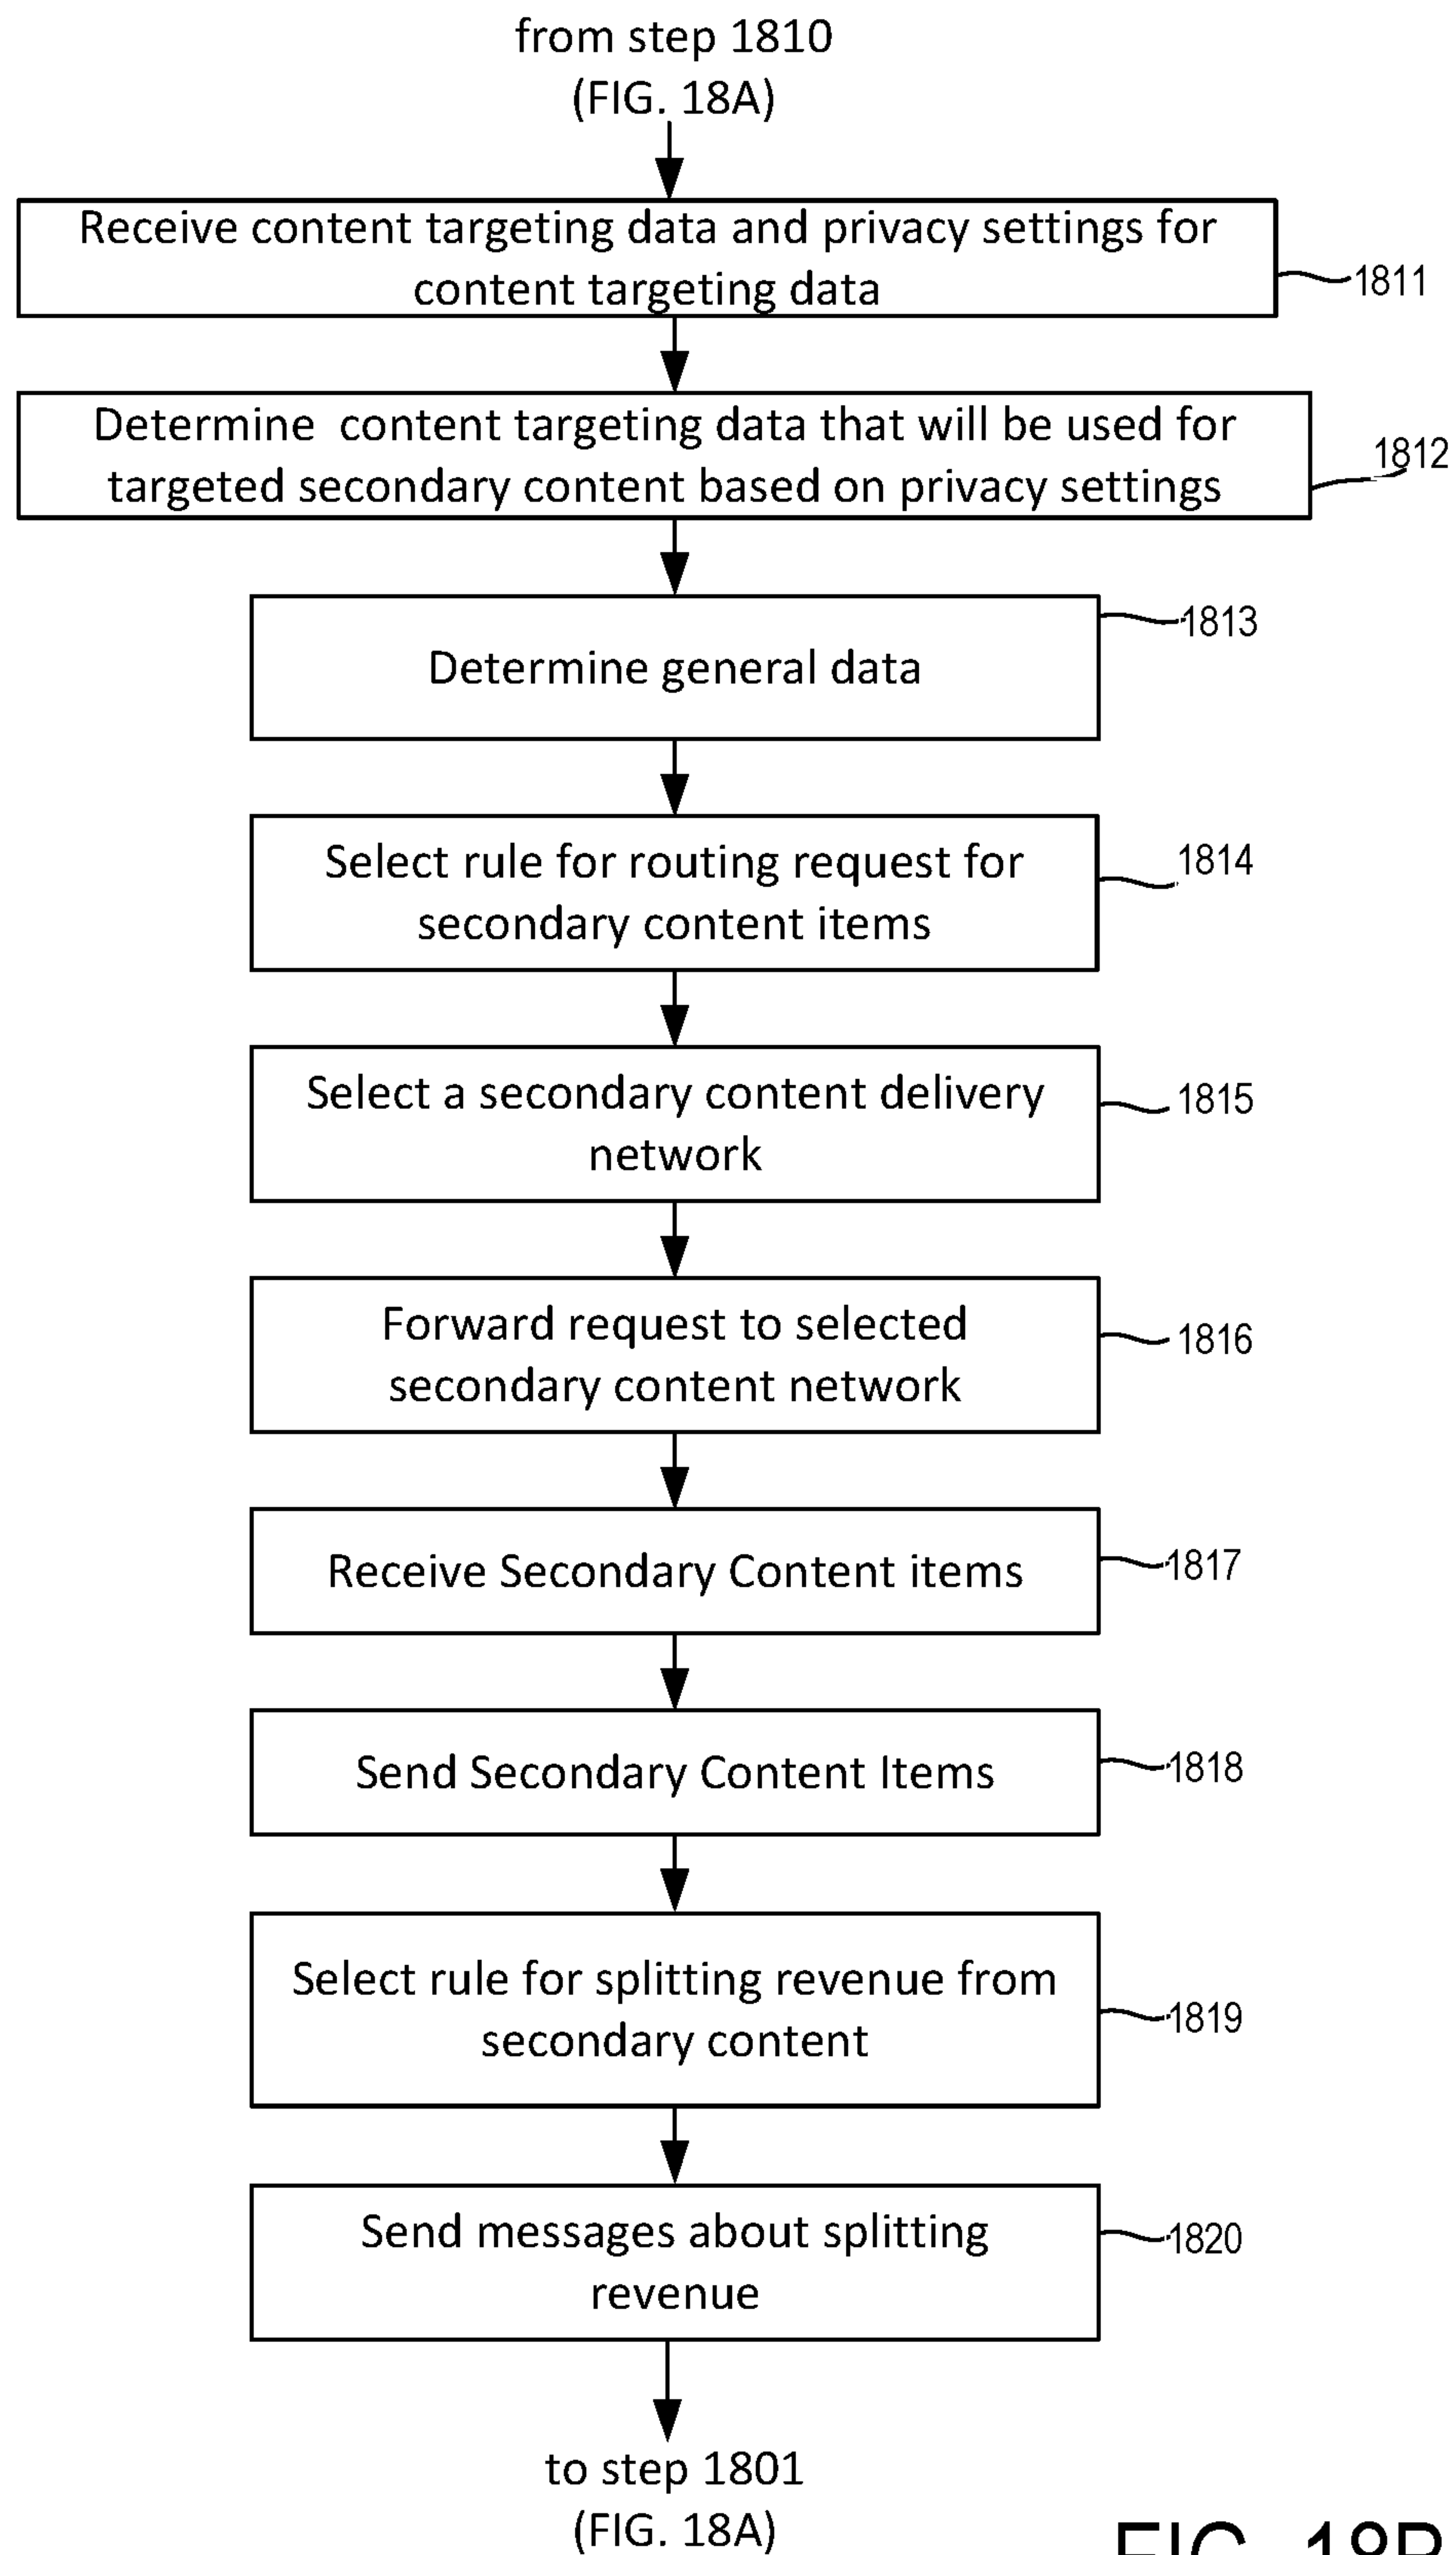 from step 1810
(FIG. 18A)
Receive content targeting data and privacy settings for
content targeting data
1811
Determine content targeting data that will be used for
targeted secondary content based on privacy settings
1812
Determine general data
1813
Select rule for routing request for
secondary content items
1814
Select a secondary content delivery
network
1815
Forward request to selected
secondary content network
1816
Receive Secondary Content items
1817
Send Secondary Content Items
1818
Select rule for splitting revenue from
secondary content
1819
Send messages about splitting
revenue
1820
to step 1801
(FIG. 18A)
FIG. 18B